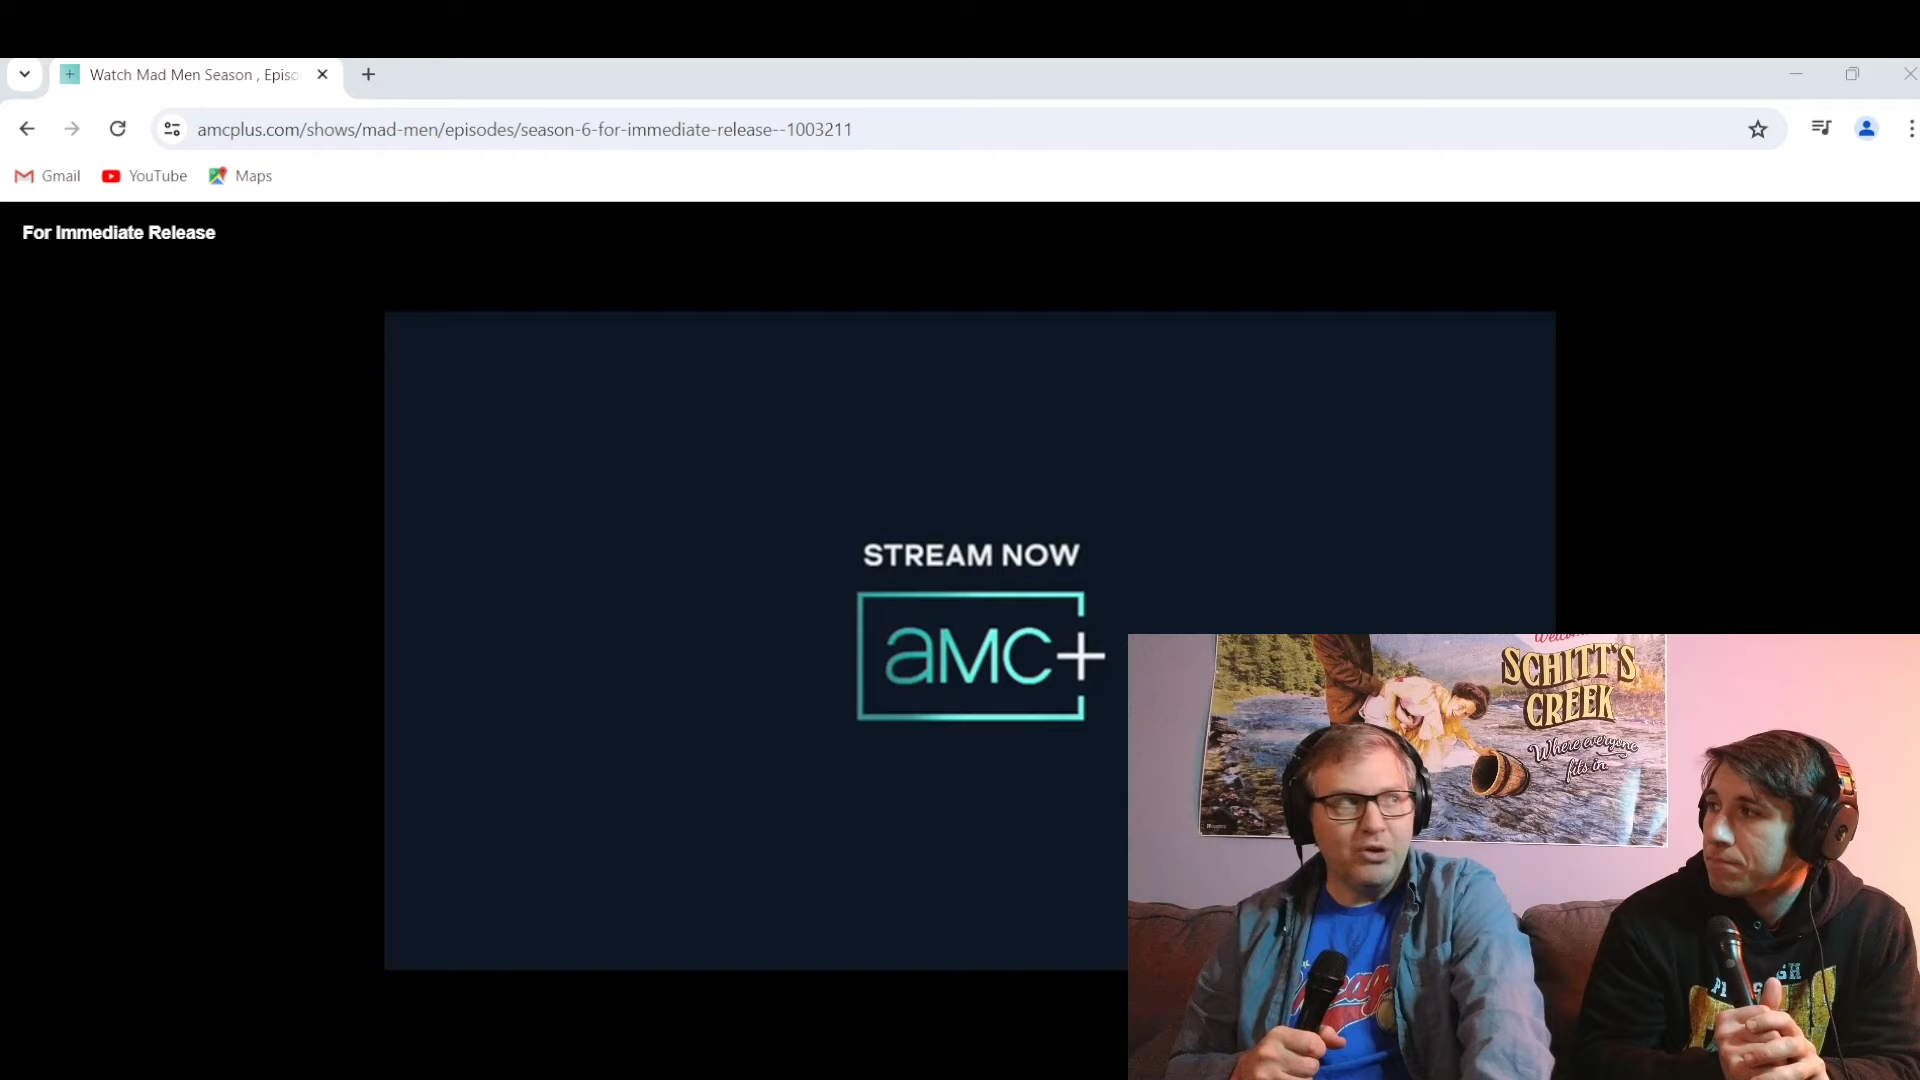 Watch Mad Men Season , Episo
amcplus.com/shows/mad-men/episodes/season-6-for-immediate-release--1003211
Gmail YouTube Maps
For Immediate Release
STREAM NOW
aMC+
SCHITT'S
CREEK
Where everyone
fits in